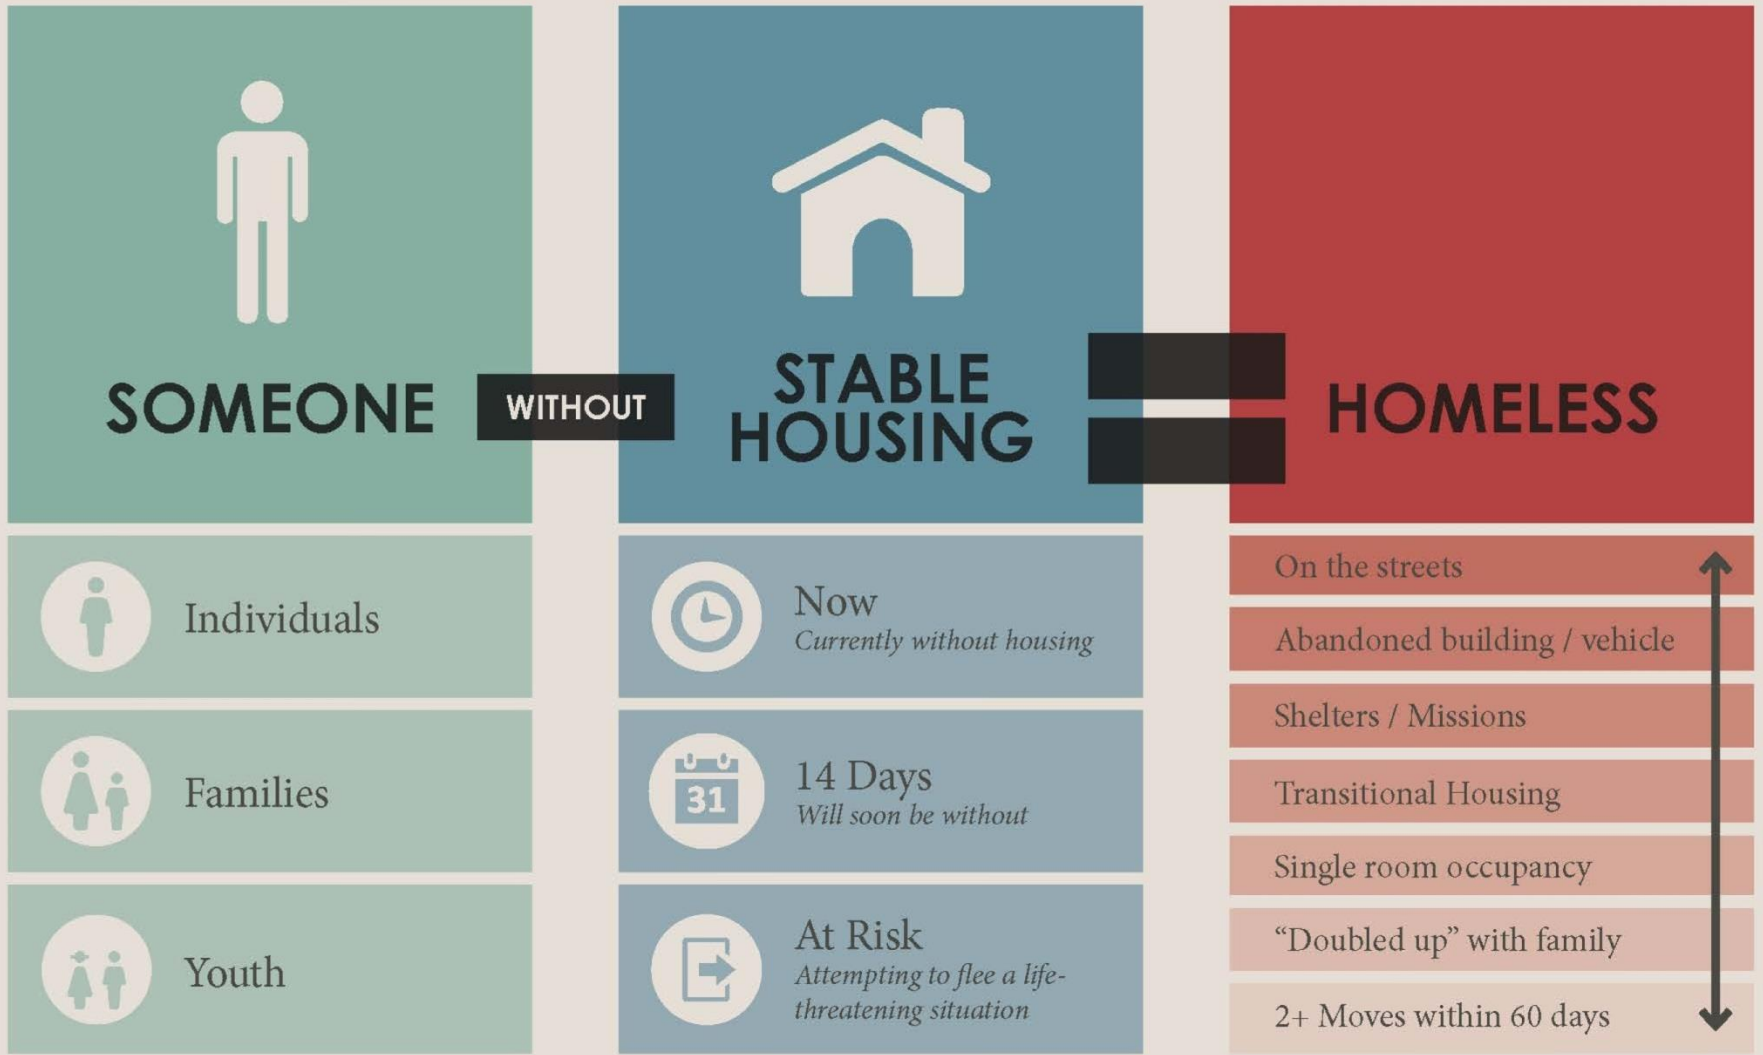 SOMEONE
WITHOUT
STABLE
HOUSING
HOMELESS
Individuals
Families
Youth
Now
Currently without housing
31
14 Days
Will soon be without
At Risk
Attempting to flee a life-
threatening situation
On the streets
Abandoned building / vehicle
Shelters / Missions
Transitional Housing
Single room occupancy
“Doubled up” with family
2+ Moves within 60 days